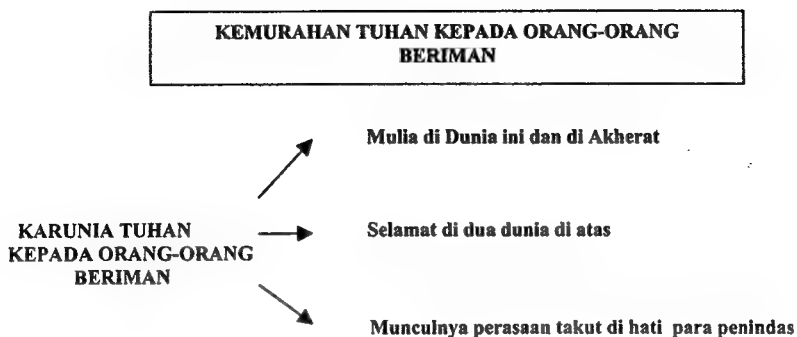 KEMURAHAN TUHAN KEPADA ORANG-ORANG
BERIMAN
Mulia di Dunia ini dan di Akherat
KARUNIA TUHAN
KEPADA ORANG-ORANG
BERIMAN
Selamat di dua dunia di atas
Munculnya perasaan takut di hati para penindas